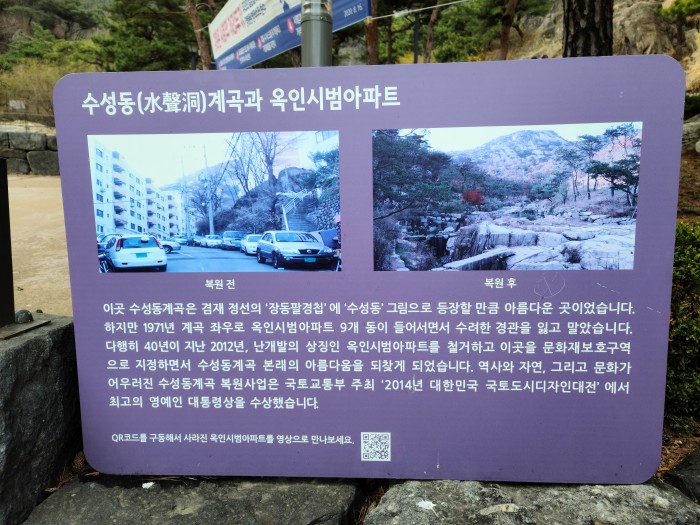 수성동(水聲洞)계곡과 옥인시범아파트
복원 전
복원 후
이곳 수성동계곡은 겸재 정선의 '장동팔경첩' 에 '수성동' 그림으로 등장할 만큼 아름다운 곳이었습니다.
하지만 1971년 계곡 좌우로 옥인시범아파트 9개 동이 들어서면서 수려한 경관을 잃고 말았습니다.
다행히 40년이 지난 2012년, 난개발의 상징인 옥인시범아파트를 철거하고 이곳을 문화재보호구역
으로 지정하면서 수성동계곡 본래의 아름다움을 되찾게 되었습니다. 역사와 자연, 그리고 문화가
어우러진 수성동계곡 복원사업은 국토교통부 주최 '2014년 대한민국 국토도시디자인대전' 에서
최고의 영예인 대통령상을 수상했습니다.
QR코드를 구동해서 사라진 옥인시범아파트를 영상으로 만나보세요.